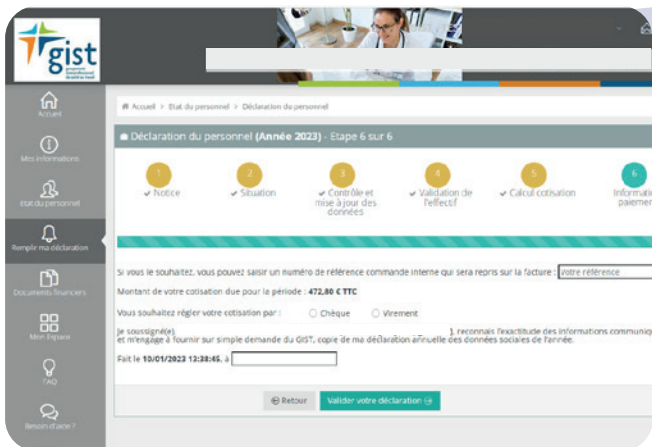 gist
Accueil
Mes informations
Etat du personnel
Remplir ma déclaration
Documents financiers
Mon Espace
FAQ
Besoin d'aide ?
Accueil > Etat du personnel > Déclaration du personnel
Déclaration du personnel (Année 2023) - Etape 6 sur 6
1 2 3 4 5 6
✓ Notice ✓ Situation ✓ Contrôle et mise à jour des données ✓ Validation de l'effectif ✓ Calcul cotisation Informatio paiemen
Si vous le souhaitez, vous pouvez saisir un numéro de référence commande interne qui sera repris sur la facture : votre référence
Montant de votre cotisation due pour la période : 472,80 € TTC
Vous souhaitez régler votre cotisation par : Chèque Virement
Je soussigné(e), ), reconnais l'exactitude des informations communiqu
et m'engage à fournir sur simple demande du GIST, copie de ma déclaration annuelle des données sociales de l'année.
Fait le 10/01/2023 13:38:45, à
Retour Valider votre déclaration